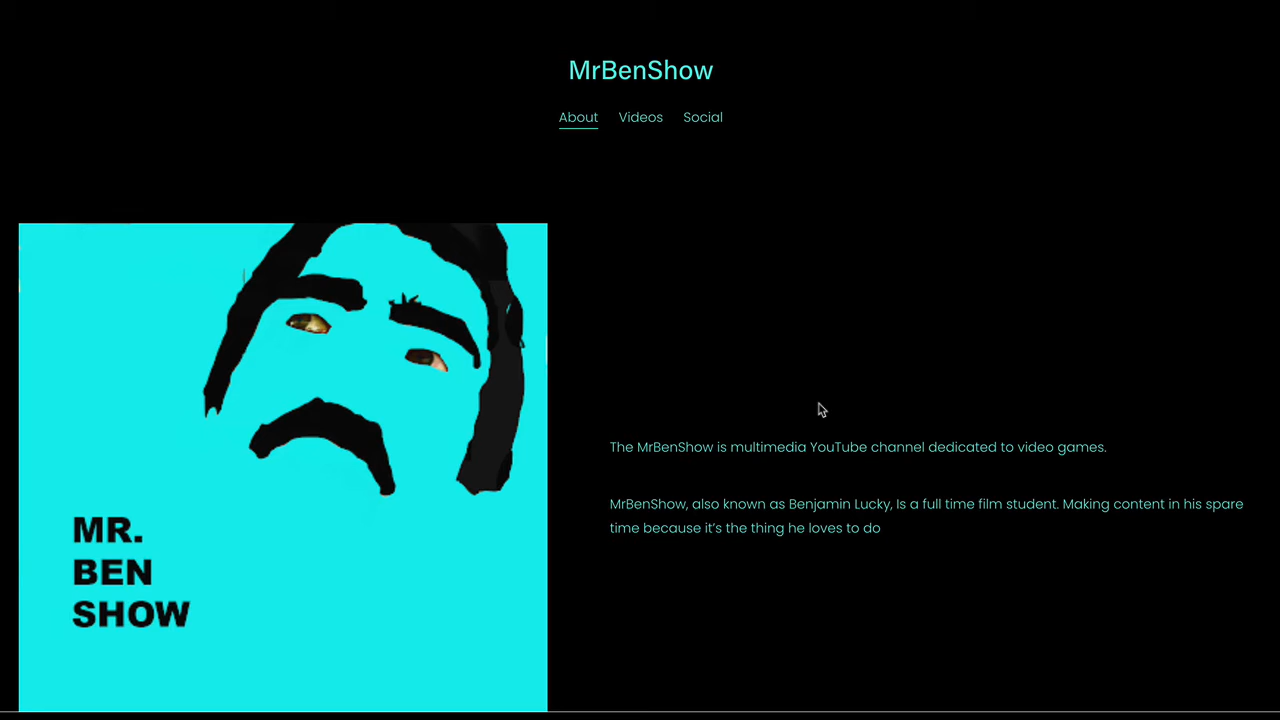 MrBenShow
About Videos Social
MR.
BEN
SHOW
The MrBenShow is multimedia YouTube channel dedicated to video games.
MrBenShow, also known as Benjamin Lucky, Is a full time film student. Making content in his spare
time because it's the thing he loves to do